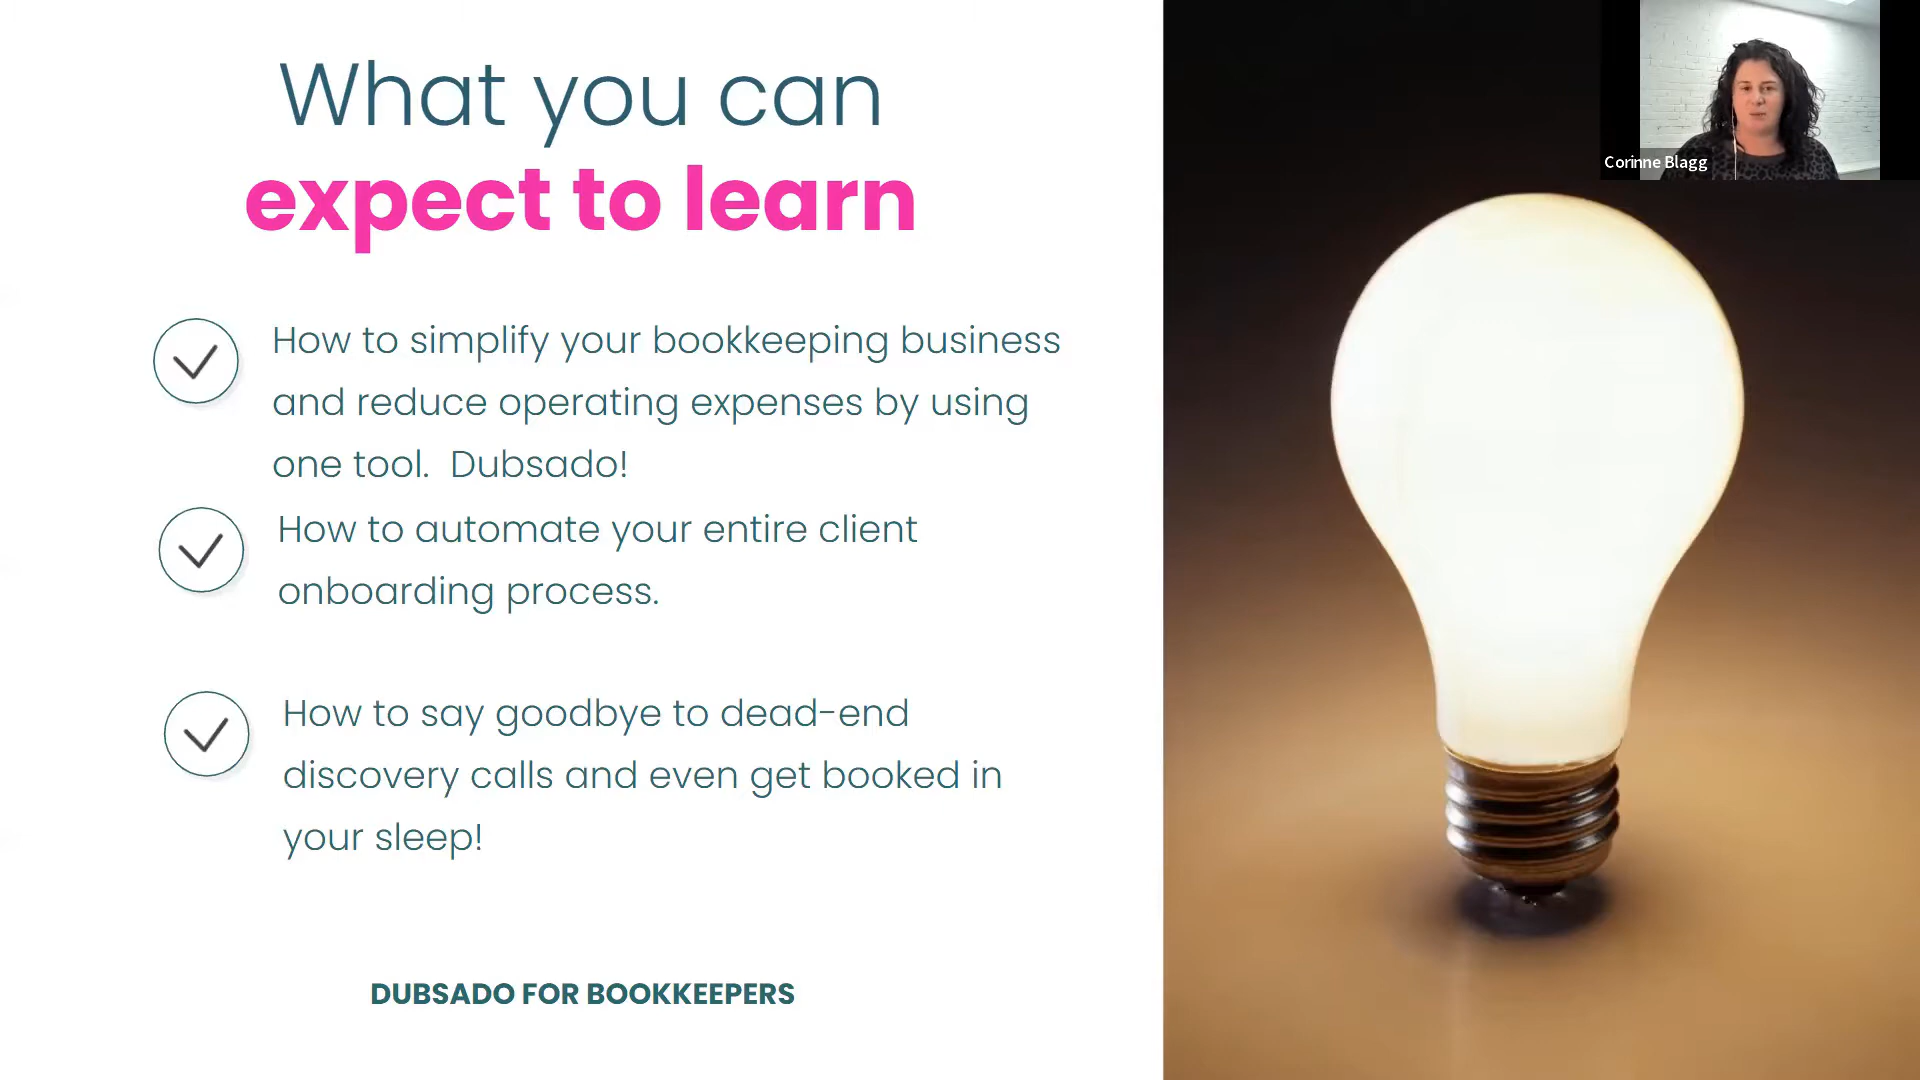 What you can
expect to learn
How to simplify your bookkeeping business
and reduce operating expenses by using
one tool.  Dubsado!
How to automate your entire client
onboarding process.
How to say goodbye to dead-end
discovery calls and even get booked in
your sleep!
DUBSADO FOR BOOKKEEPERS
Corinne Blagg